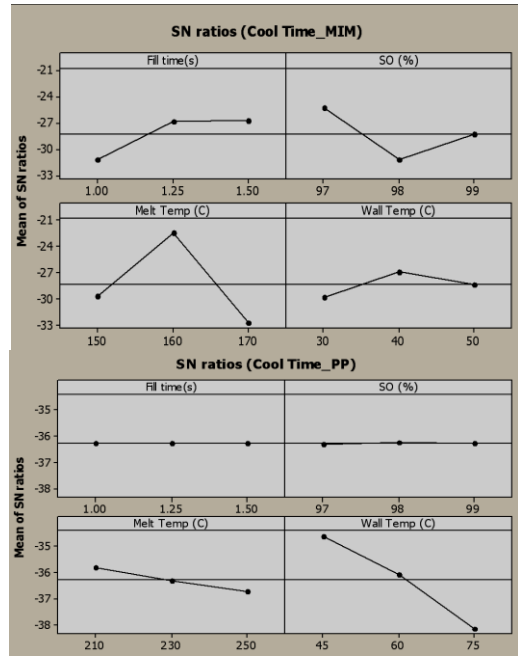 SN ratios (Cool Time_MIM)
Fill time(s) SO (%)
-21
-24
-27
-30
-33
1.00 1.25 1.50 97 98 99
Melt Temp (C) Wall Temp (C)
-21
-24
-27
-30
-33
150 160 170 30 40 50
Mean of SN ratios
SN ratios (Cool Time_PP)
Fill time(s) SO (%)
-35
-36
-37
-38
1.00 1.25 1.50 97 98 99
Melt Temp (C) Wall Temp (C)
-35
-36
-37
-38
210 230 250 45 60 75
Mean of SN ratios